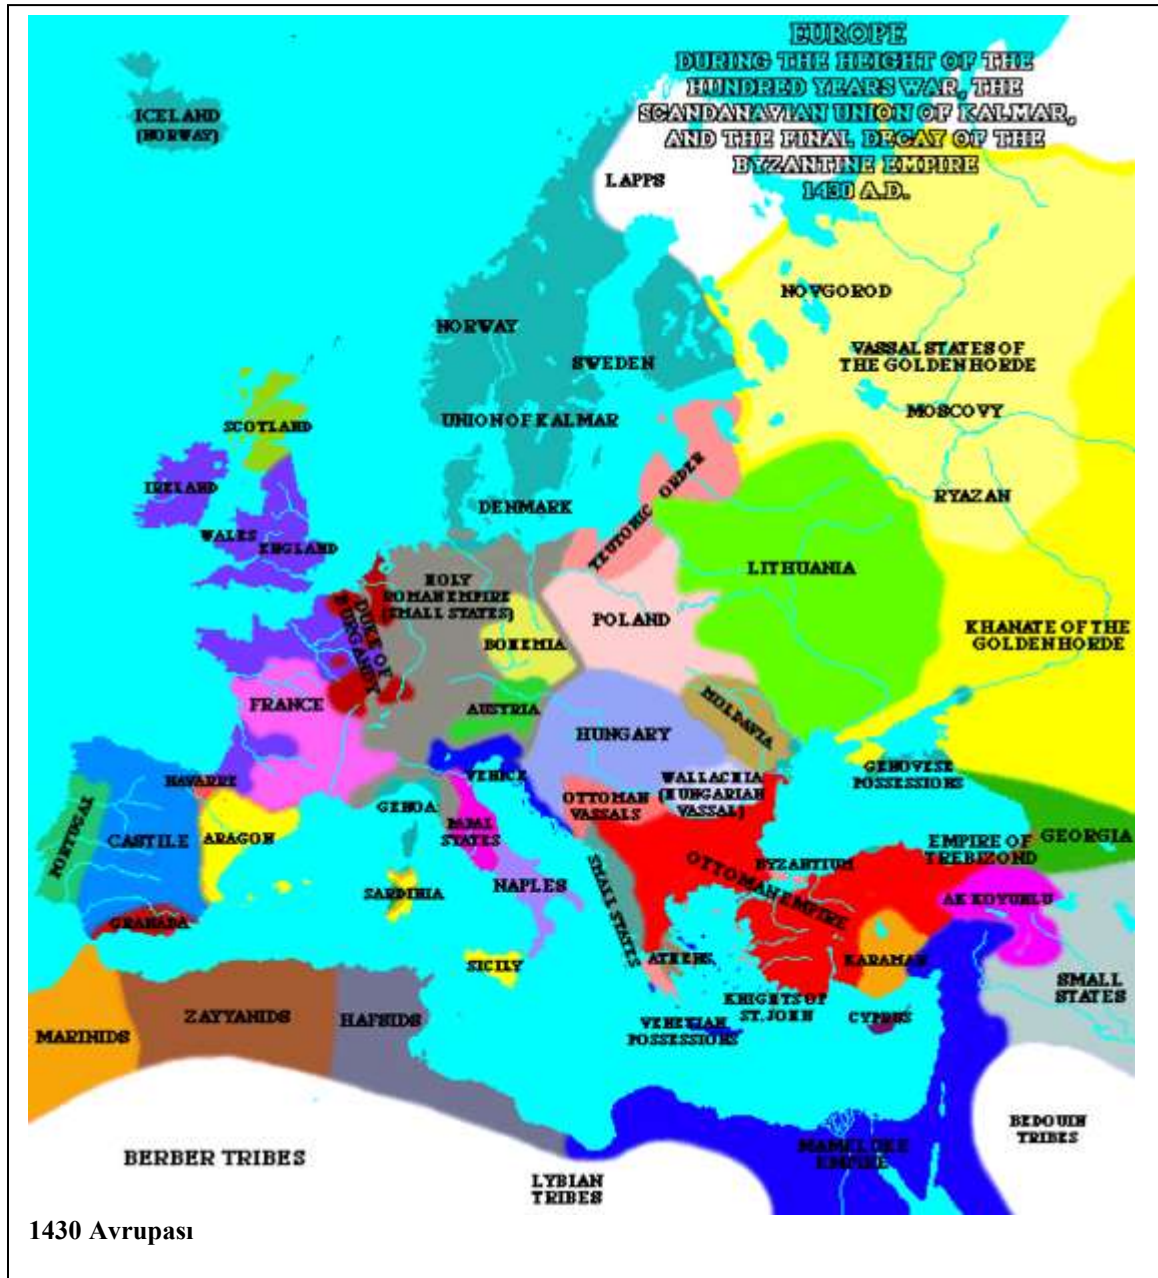 EUROPE
DURING THE HEIGHT OF THE
HUNDRED YEARS WAR, THE
SCANDANAVIAN UNION OF KALMAR,
AND THE FINAL DECAY OF THE
BYZANTINE EMPIRE
1430 A.D.
ICELAND
(NORWAY)
LAPPS
NOVGOROD
NORWAY
SWEDEN
VASSAL STATES OF
THE GOLDEN HORDE
MOSCOVY
SCOTLAND
UNION OF KALMAR
IRELAND
TEUTONIC ORDER
RYAZAN
DENMARK
WALES
ENGLAND
LITHUANIA
HOLY
ROMAN EMPIRE
(SMALL STATES)
DUKE OF
BURGANDY
POLAND
BOHEMIA
KHANATE OF THE
GOLDEN HORDE
FRANCE
AUSTRIA
MOLDAVIA
HUNGARY
GENOVESE
POSSESSIONS
NAVARRE
VENICE
WALLACHIA
(HUNGARIAN
VASSAL)
OTTOMAN
VASSALS
GENOA
PORTUGAL
CASTILE
ARAGON
PAPAL
STATES
EMPIRE OF
TREBIZOND
GEORGIA
BYZANTIUM
OTTOMAN EMPIRE
SMALL STATES
SARDINIA
NAPLES
AK KOYUNLU
GRANADA
SICILY
ATHENS
KARAMAN
SMALL
STATES
KNIGHTS OF
ST. JOHN
CYPRUS
MARINIDS
ZAYYANIDS
HAFSIDS
VENEXIAN
POSSESSIONS
BEDOUIN
TRIBES
BERBER TRIBES
MAMELUKE
EMPIRE
LYBIAN
TRIBES
1430 Avrupası